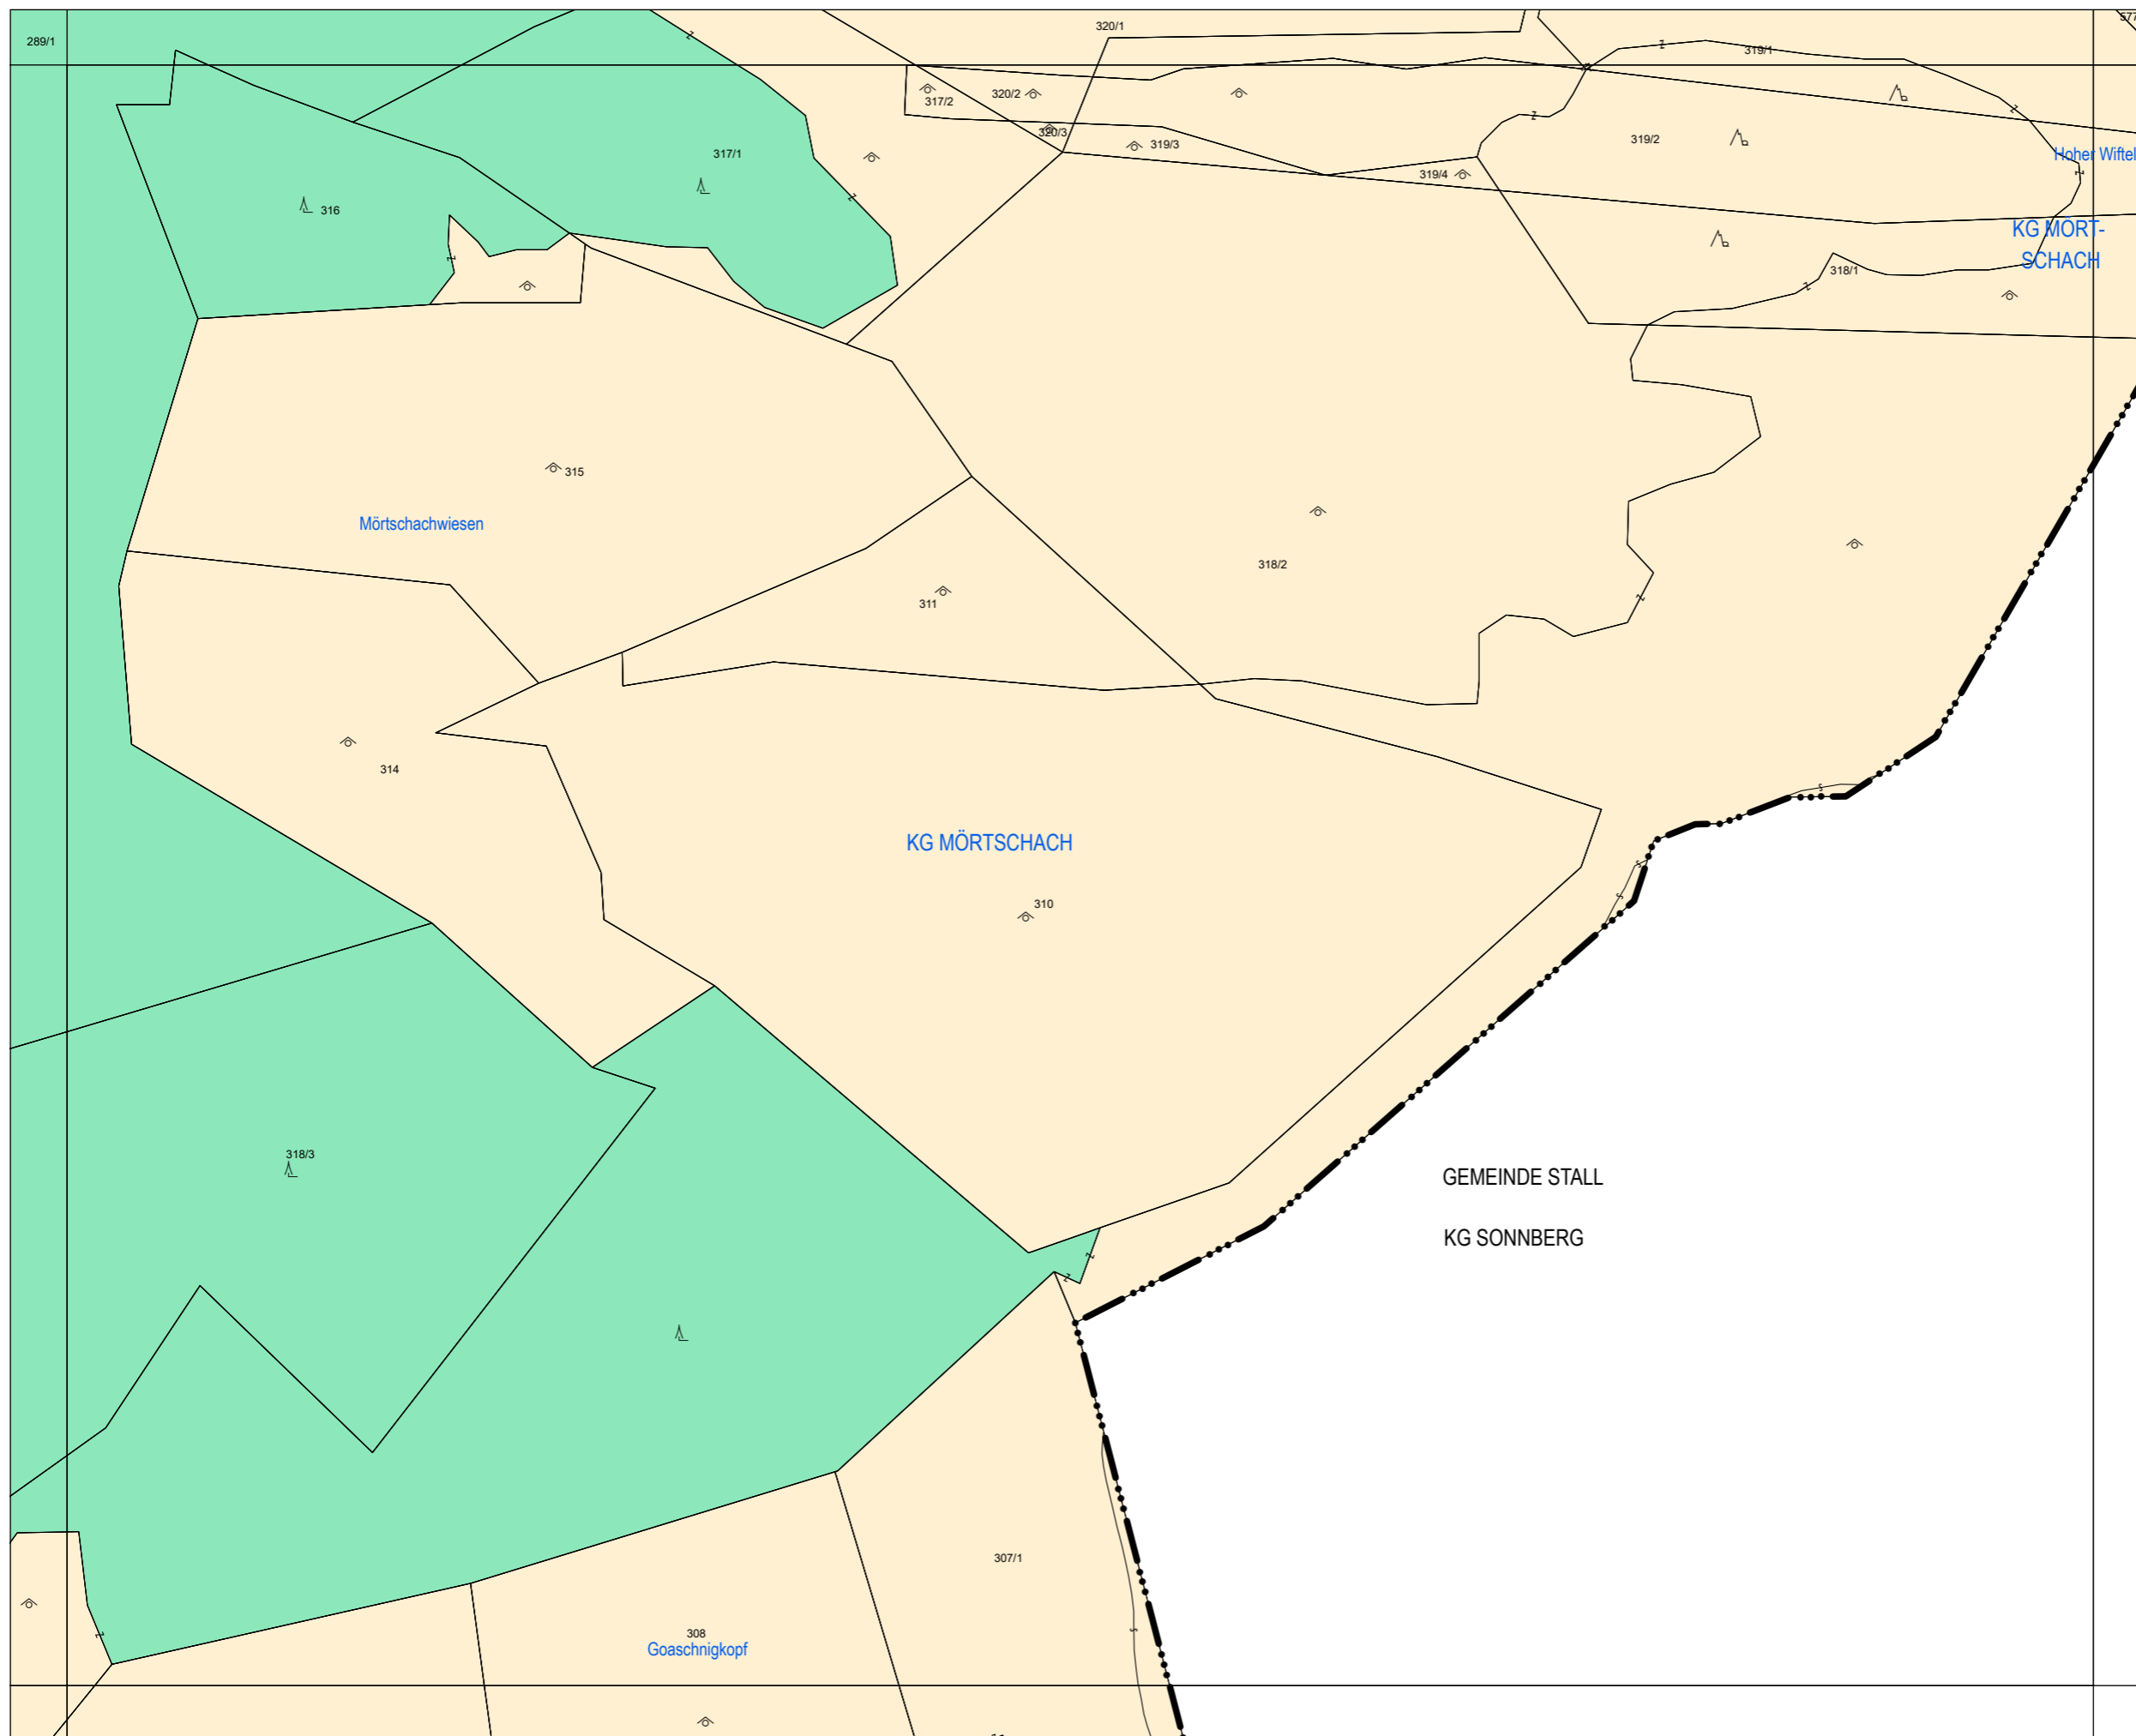 577
320/1
289/1
319/1
320/2
317/2
320/3
319/3
319/2
317/1
Hoher Wiftel
319/4
316
KG MÖRT-
SCHACH
318/1
315
Mörtschachwiesen
318/2
311
314
KG MÖRTSCHACH
310
318/3
GEMEINDE STALL
KG SONNBERG
307/1
308
Goaschnigkopf